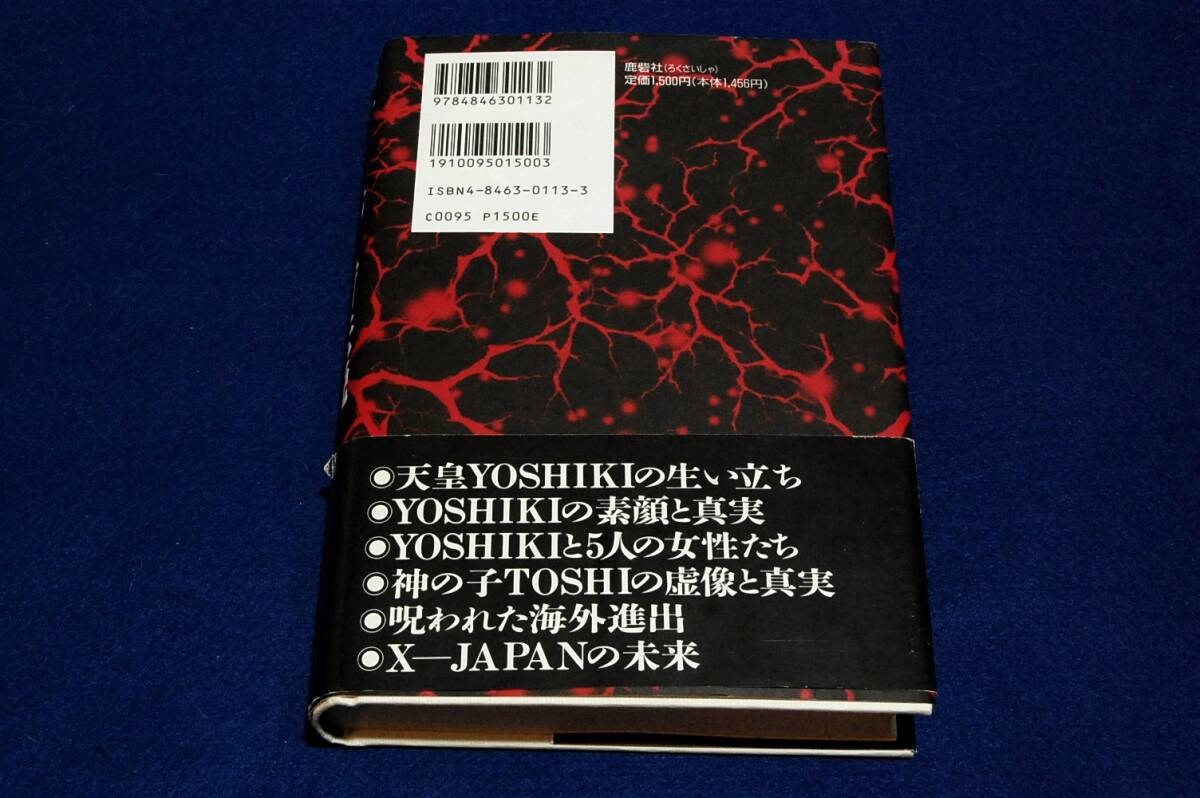 9784846301132
1910095015003
ISBN4-8463-0113-3
C0095 P1500E
鹿砦社(ろくさいしゃ)
定価1,500円(本体1,456円)
◉天皇YOSHIKIの生い立ち
◉YOSHIKIの素顔と真実
◉YOSHIKIと5人の女性たち
◉神の子TOSHIの虚像と真実
◉呪われた海外進出
◉X—JAPANの未来